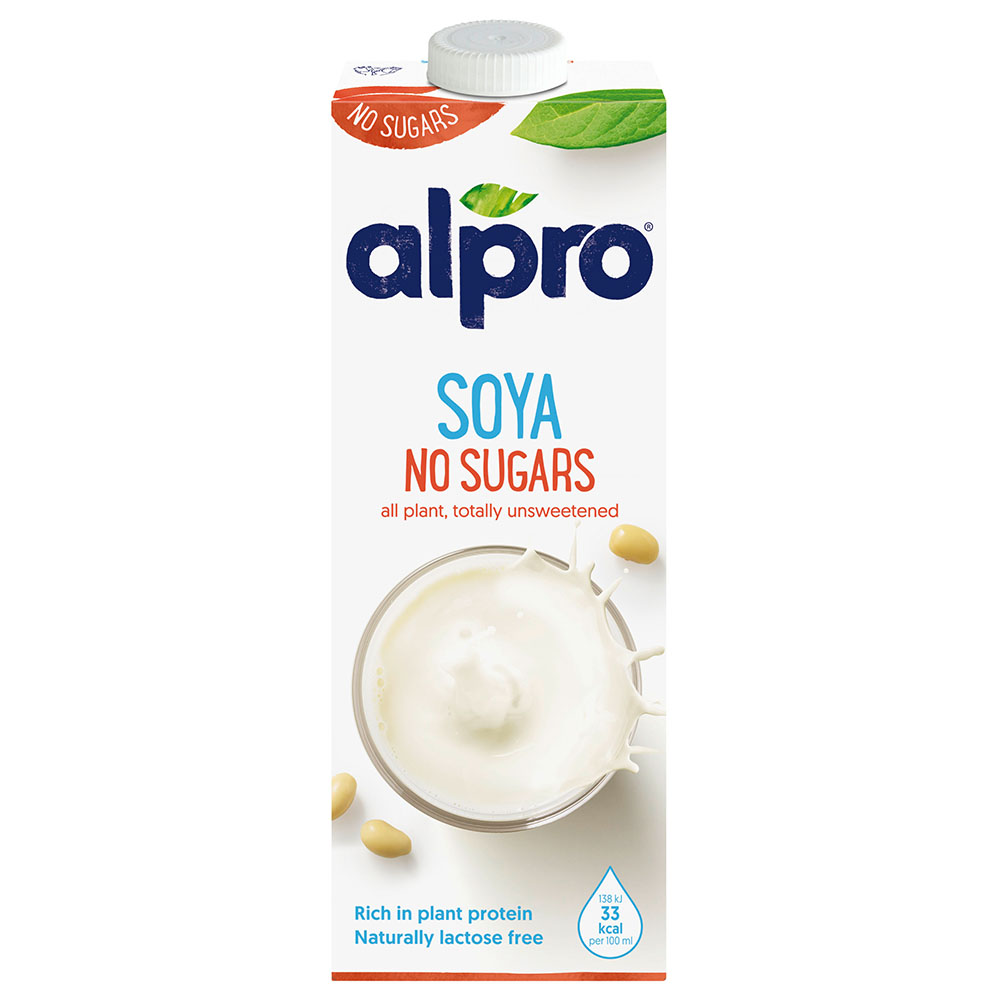 NO SUGARS
alpro®
SOYA
NO SUGARS
all plant, totally unsweetened
Rich in plant protein
Naturally lactose free
138 kJ
33
kcal
per 100 ml